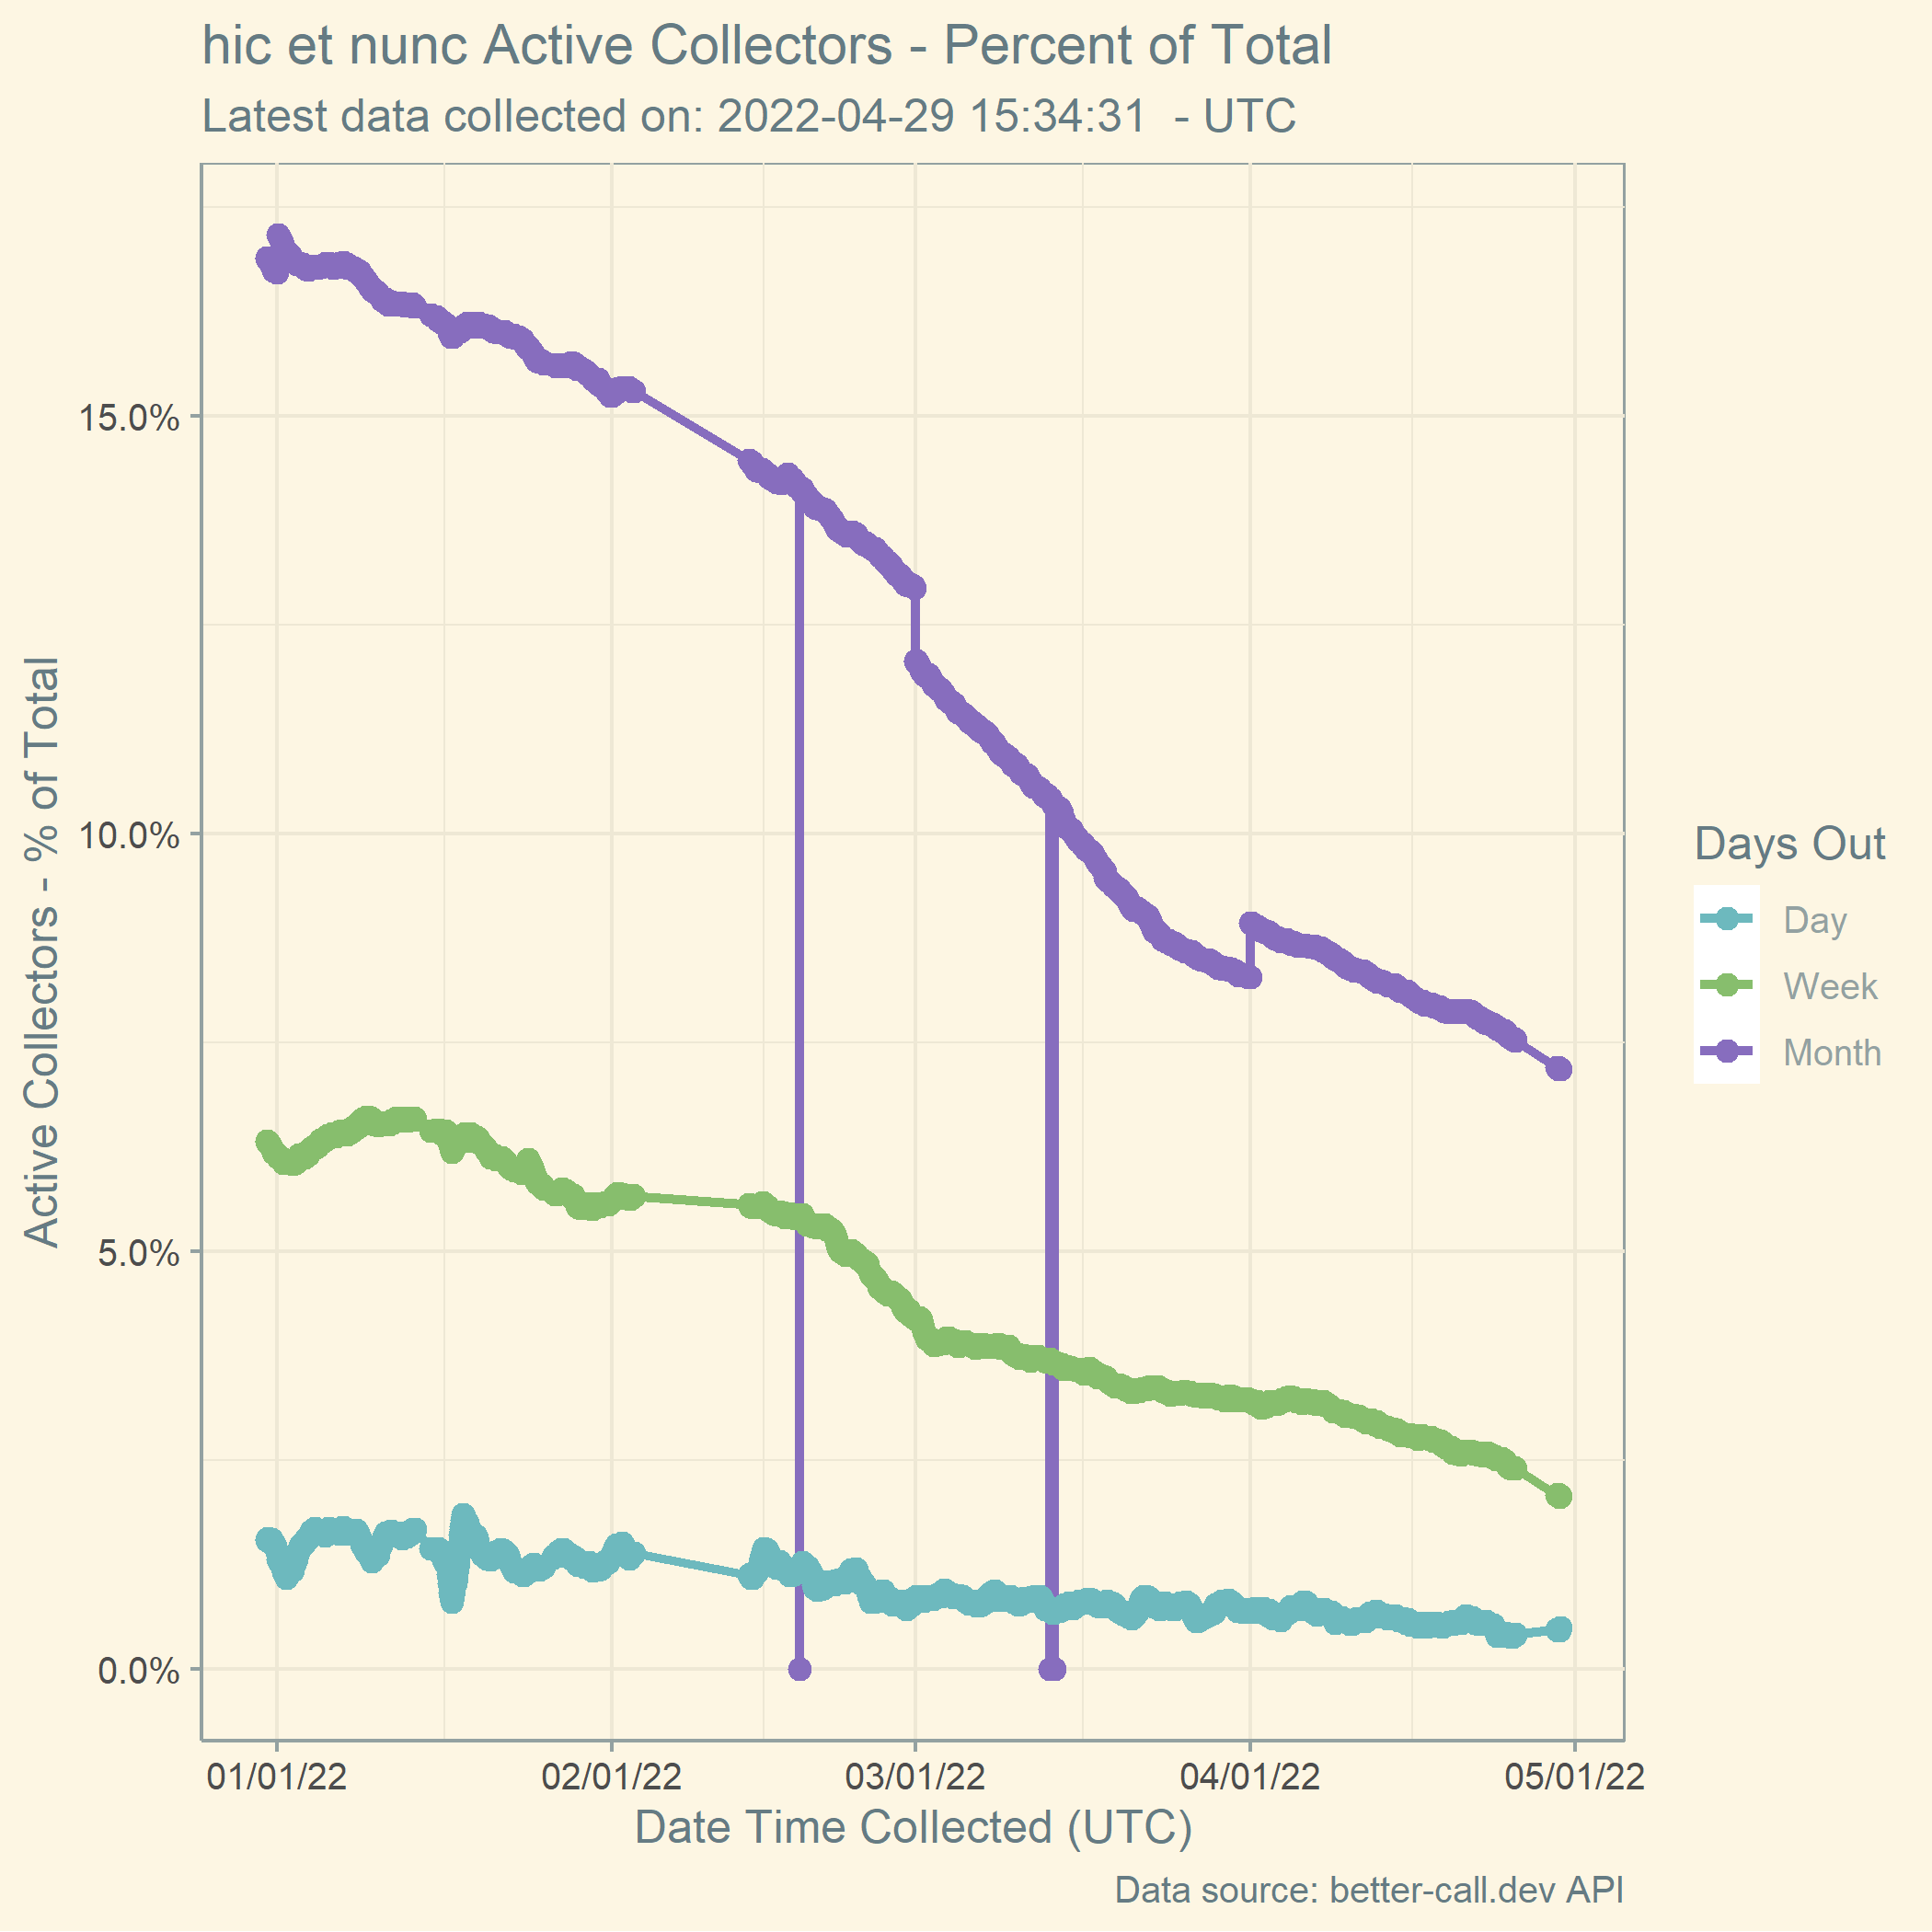 hic et nunc Active Collectors - Percent of Total
Latest data collected on: 2022-04-29 15:34:31  - UTC
Active Collectors - % of Total
15.0%
10.0%
5.0%
0.0%
01/01/22 02/01/22 03/01/22 04/01/22 05/01/22
Date Time Collected (UTC)
Days Out
Day
Week
Month
Data source: better-call.dev API